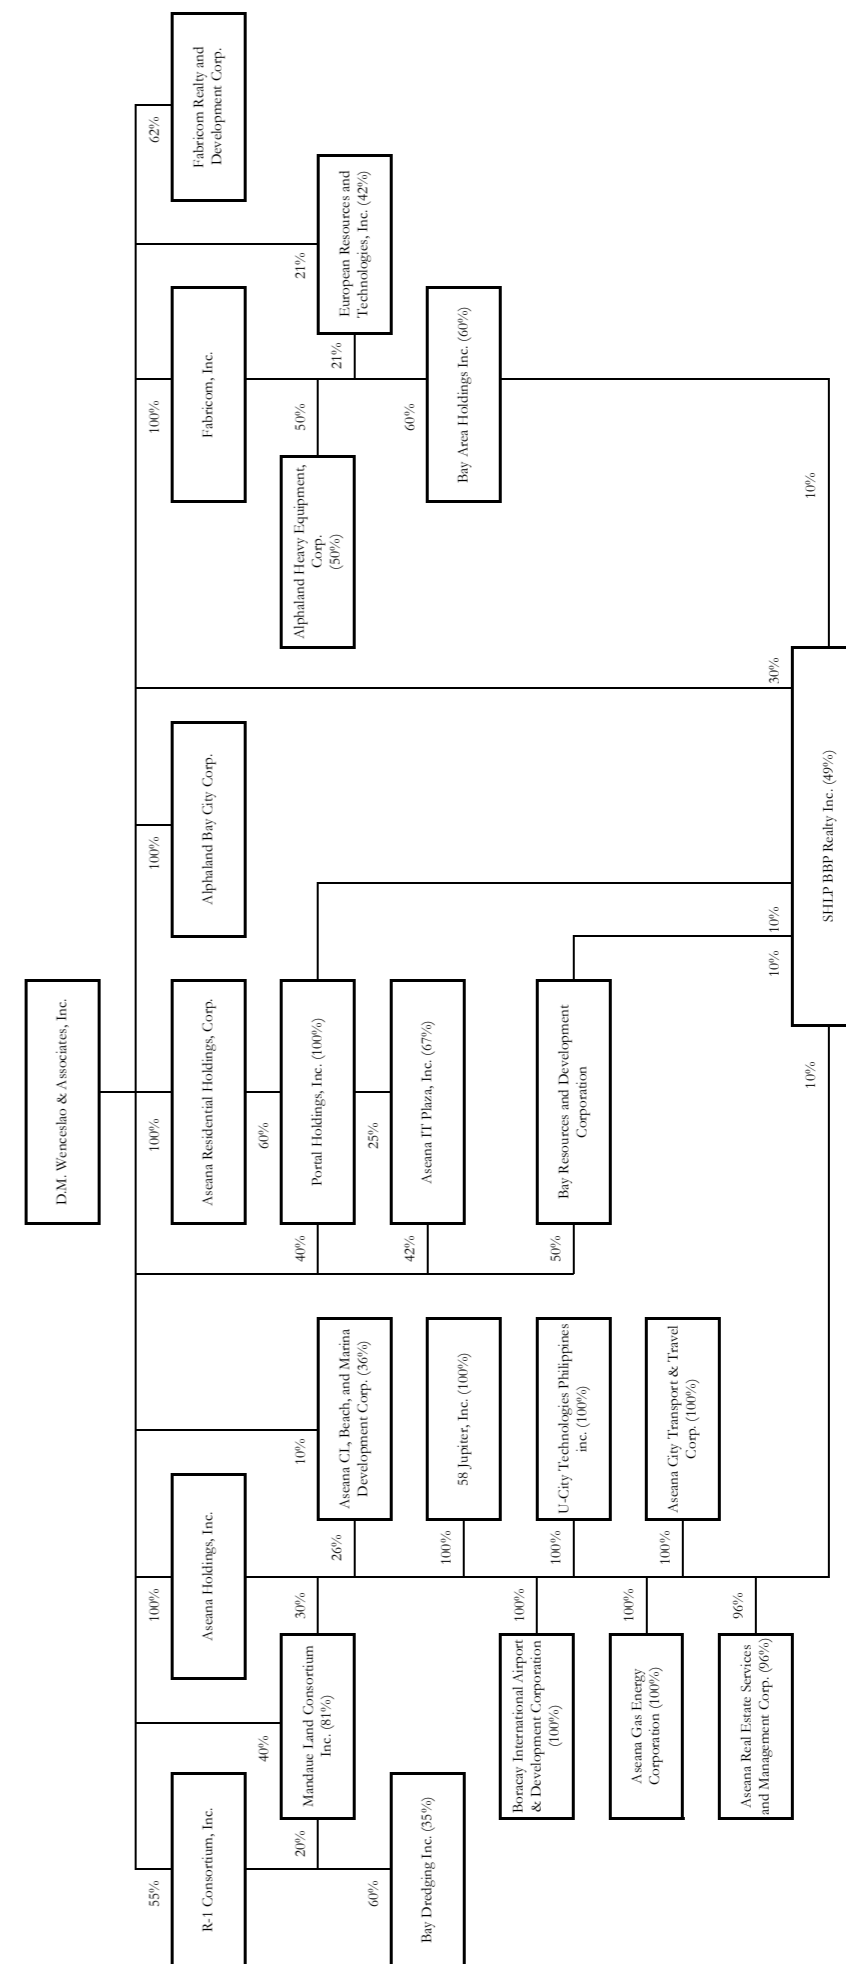 D.M. Wenceslao & Associates, Inc.
55%
R-1 Consortium, Inc.
100%
Aseana Holdings, Inc.
100%
Aseana Residential Holdings, Corp.
100%
Alphaland Bay City Corp.
100%
Fabricom, Inc.
62%
Fabricom Realty and
Development Corp.
40%
20%
Mandaue Land Consortium
Inc. (81%)
30%
10%
26%
Aseana CL, Beach, and Marina
Development Corp. (36%)
60%
40%
Portal Holdings, Inc. (100%)
50%
Alphaland Heavy Equipment,
Corp.
(50%)
21%
21%
European Resources and
Technologies, Inc. (42%)
60%
Bay Dredging Inc. (35%)
100%
58 Jupiter, Inc. (100%)
25%
42%
Aseana IT Plaza, Inc. (67%)
60%
Bay Area Holdings Inc. (60%)
100%
Boracay International Airport
& Development Corporation
(100%)
100%
U-City Technologies Philippines
inc. (100%)
50%
Bay Resources and Development
Corporation
100%
Aseana Gas Energy
Corporation (100%)
100%
Aseana City Transport & Travel
Corp. (100%)
96%
Aseana Real Estate Services
and Management Corp. (96%)
10%
10%
10%
30%
10%
SHLP BBP Realty Inc. (49%)